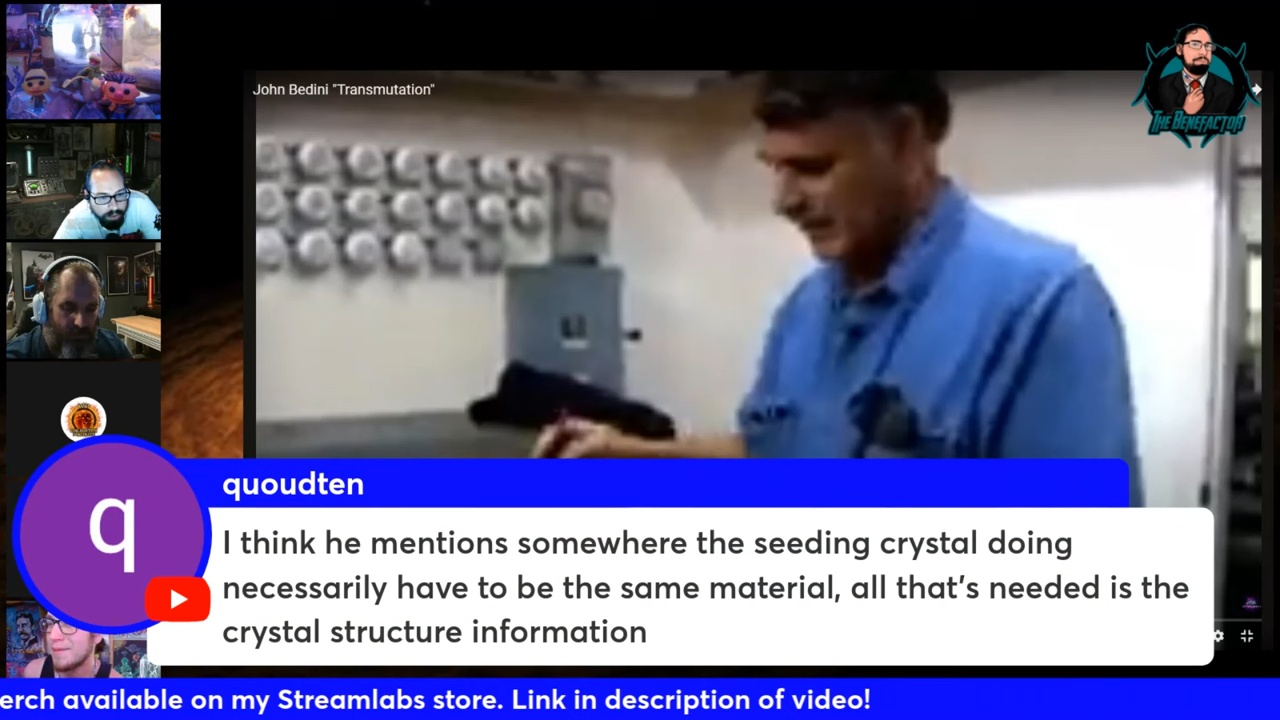 John Bedini "Transmutation"
THE BENEFACTOR
q
quoudten
I think he mentions somewhere the seeding crystal doing
necessarily have to be the same material, all that's needed is the
crystal structure information
erch available on my Streamlabs store. Link in description of video!